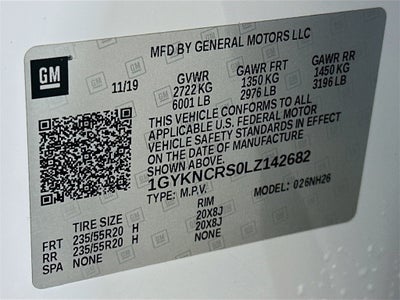 MFD BY GENERAL MOTORS LLC
GM
11/19 GVWR GAWR FRT GAWR RR
2722 KG 1350 KG 1450 KG
6001 LB 2976 LB 3196 LB
THIS VEHICLE CONFORMS TO ALL
APPLICABLE U.S. FEDERAL MOTOR
VEHICLE SAFETY STANDARDS IN EFFECT
ON THE DATE OF MANUFACTURE
SHOWN ABOVE.
1GYKNCRS0LZ142682
TYPE: M.P.V. MODEL: 026NH26
TIRE SIZE RIM
FRT 235/55R20 H 20X8J
RR 235/55R20 H 20X8J
SPA NONE NONE